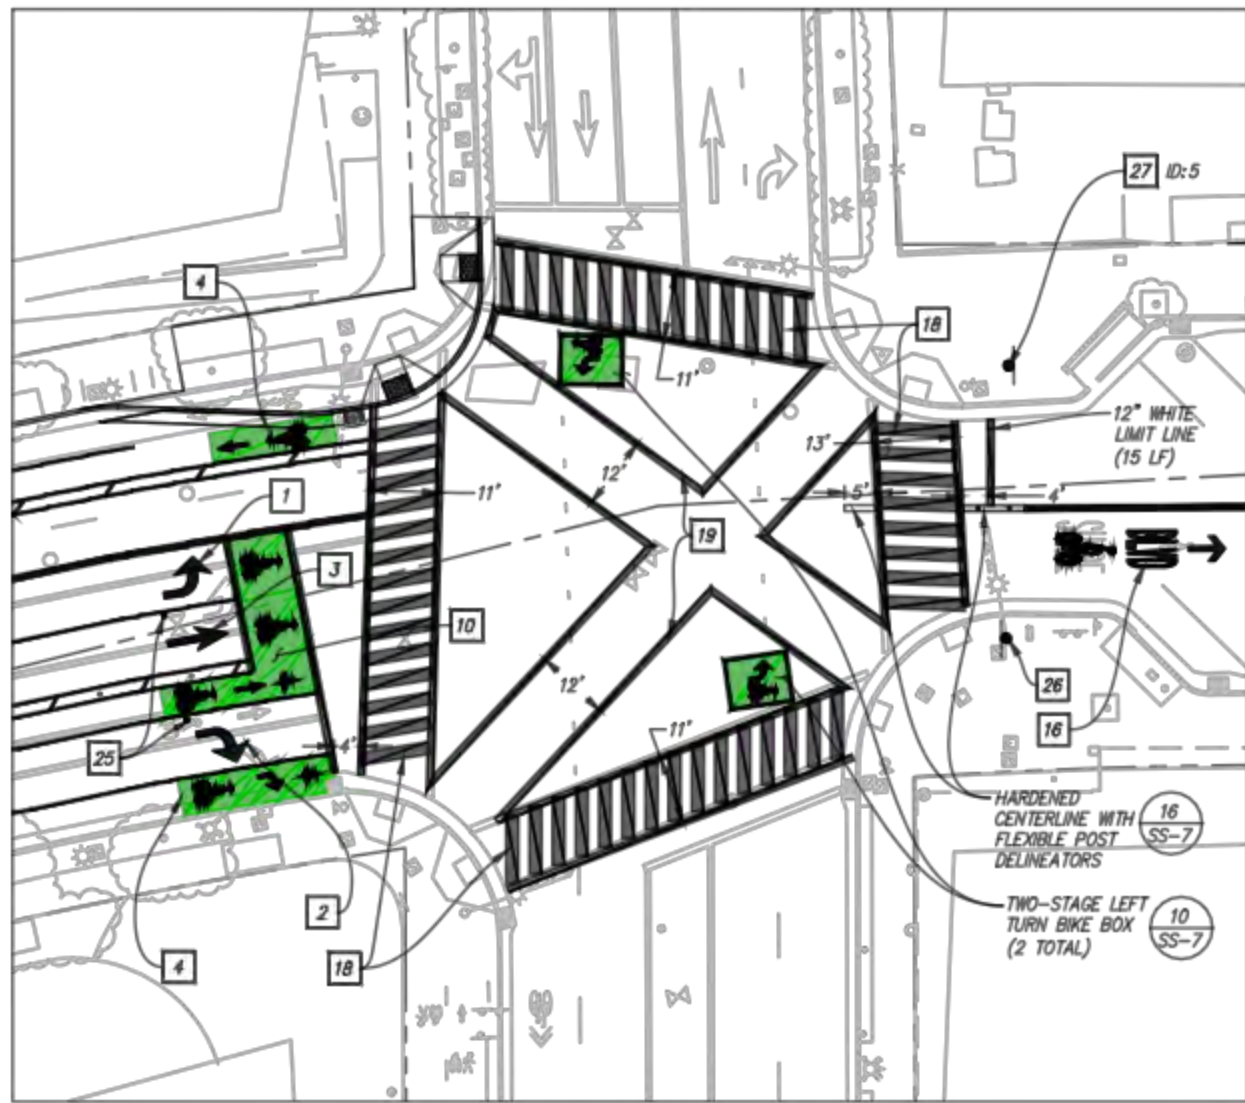 27 ID:5
4
18
11'
12" WHITE
LIMIT LINE
(15 LF)
13'
12'
1
11'
5'
4'
19
3
10
12'
26
16
25
4'
11'
HARDENED
CENTERLINE WITH
FLEXIBLE POST
DELINEATORS
16
SS-7
2
TWO-STAGE LEFT
TURN BIKE BOX
(2 TOTAL)
10
SS-7
4
18